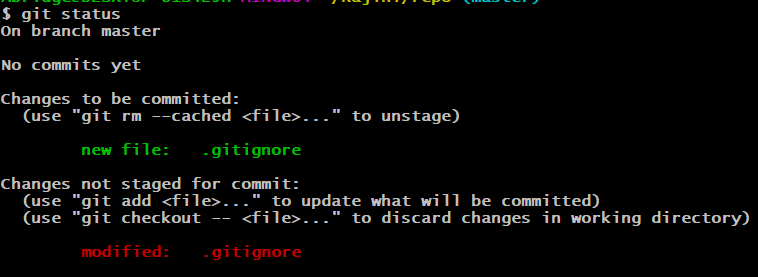 $ git status
On branch master
No commits yet
Changes to be committed:
(use "git rm --cached <file>..." to unstage)
new file: .gitignore
Changes not staged for commit:
(use "git add <file>..." to update what will be committed)
(use "git checkout -- <file>..." to discard changes in working directory)
modified: .gitignore